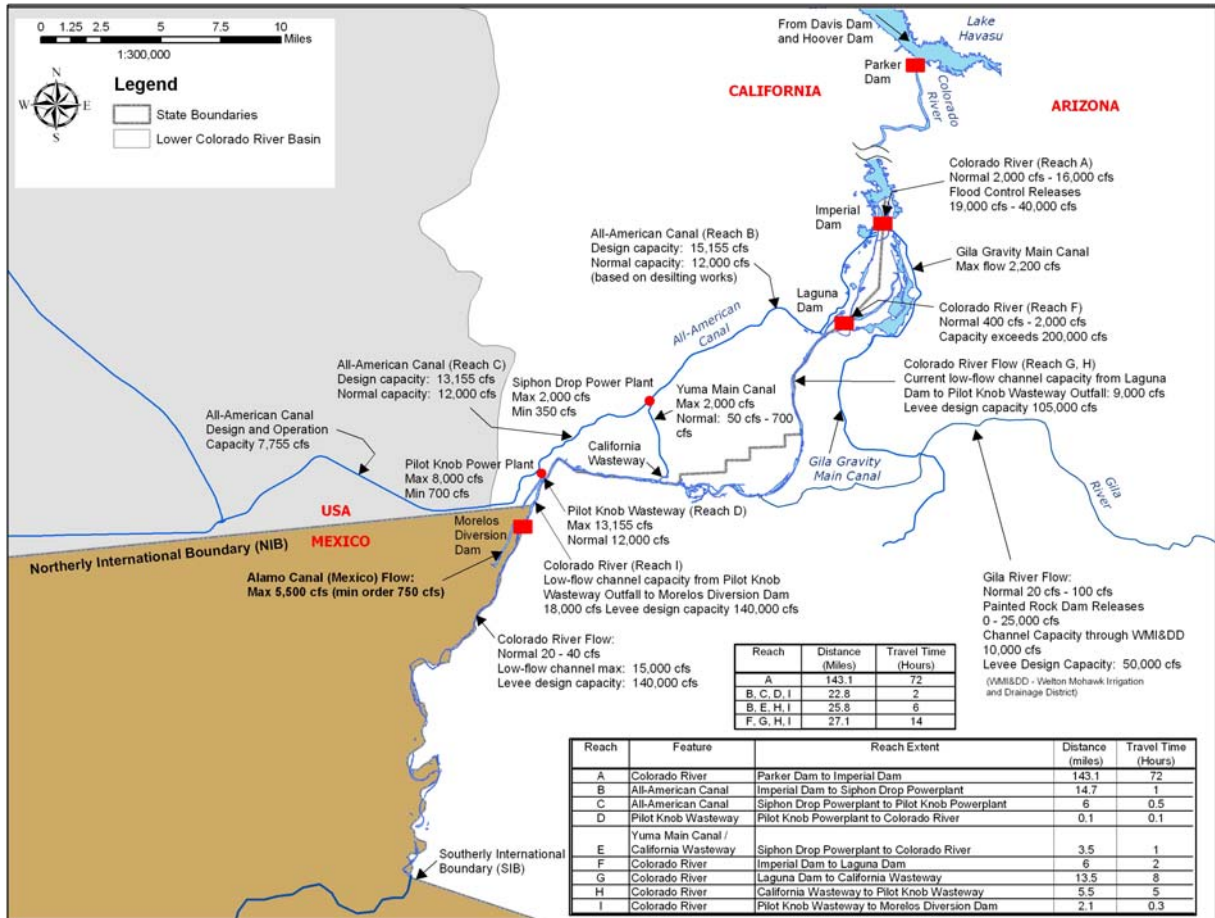 0 1.25 2.5 5 7.5 10
Miles
1:300,000
N
W E
S
Legend
State Boundaries
Lower Colorado River Basin
From Davis Dam
and Hoover Dam
Lake
Havasu
Parker
Dam
CALIFORNIA
ARIZONA
Colorado
River
Colorado River (Reach A)
Normal 2,000 cfs - 16,000 cfs
Flood Control Releases
19,000 cfs - 40,000 cfs
Imperial
Dam
All-American Canal (Reach B)
Design capacity: 15,155 cfs
Normal capacity: 12,000 cfs
(based on desilting works)
Gila Gravity Main Canal
Max flow 2,200 cfs
Laguna
Dam
Colorado River (Reach F)
Normal 400 cfs - 2,000 cfs
Capacity exceeds 200,000 cfs
All-American
Canal
All-American Canal (Reach C)
Design capacity: 13,155 cfs
Normal capacity: 12,000 cfs
Siphon Drop Power Plant
Max 2,000 cfs
Min 350 cfs
Yuma Main Canal
Max 2,000 cfs
Normal: 50 cfs - 700
cfs
Colorado River Flow (Reach G, H)
Current low-flow channel capacity from Laguna
Dam to Pilot Knob Wasteway Outfall: 9,000 cfs
Levee design capacity 105,000 cfs
All-American Canal
Design and Operation
Capacity 7,755 cfs
California
Wasteway
Pilot Knob Power Plant
Max 8,000 cfs
Min 700 cfs
Gila Gravity
Main Canal
Gila
River
USA
MEXICO
Northerly International Boundary (NIB)
Morelos
Diversion
Dam
Pilot Knob Wasteway (Reach D)
Max 13,155 cfs
Normal 12,000 cfs
Alamo Canal (Mexico) Flow:
Max 5,500 cfs (min order 750 cfs)
Colorado River (Reach I)
Low-flow channel capacity from Pilot Knob
Wasteway Outfall to Morelos Diversion Dam
18,000 cfs Levee design capacity 140,000 cfs
Gila River Flow:
Normal 20 cfs - 100 cfs
Painted Rock Dam Releases
0 - 25,000 cfs
Channel Capacity through WMI&DD
10,000 cfs
Levee Design Capacity: 50,000 cfs
(WMI&DD - Welton Mohawk Irrigation
and Drainage District)
Colorado River Flow:
Normal 20 - 40 cfs
Low-flow channel max: 15,000 cfs
Levee design capacity: 140,000 cfs
Reach Distance (Miles) Travel Time (Hours)
A 143.1 72
B, C, D, I 22.8 2
B, E, H, I 25.8 6
F, G, H, I 27.1 14
Reach Feature Reach Extent Distance (miles) Travel Time (Hours)
A Colorado River Parker Dam to Imperial Dam 143.1 72
B All-American Canal Imperial Dam to Siphon Drop Powerplant 14.7 1
C All-American Canal Siphon Drop Powerplant to Pilot Knob Powerplant 6 0.5
D Pilot Knob Wasteway Pilot Knob Powerplant to Colorado River 0.1 0.1
E Yuma Main Canal / California Wasteway Siphon Drop Powerplant to Colorado River 3.5 1
F Colorado River Imperial Dam to Laguna Dam 6 2
G Colorado River Laguna Dam to California Wasteway 13.5 8
H Colorado River California Wasteway to Pilot Knob Wasteway 5.5 5
I Colorado River Pilot Knob Wasteway to Morelos Diversion Dam 2.1 0.3
Southerly International
Boundary (SIB)